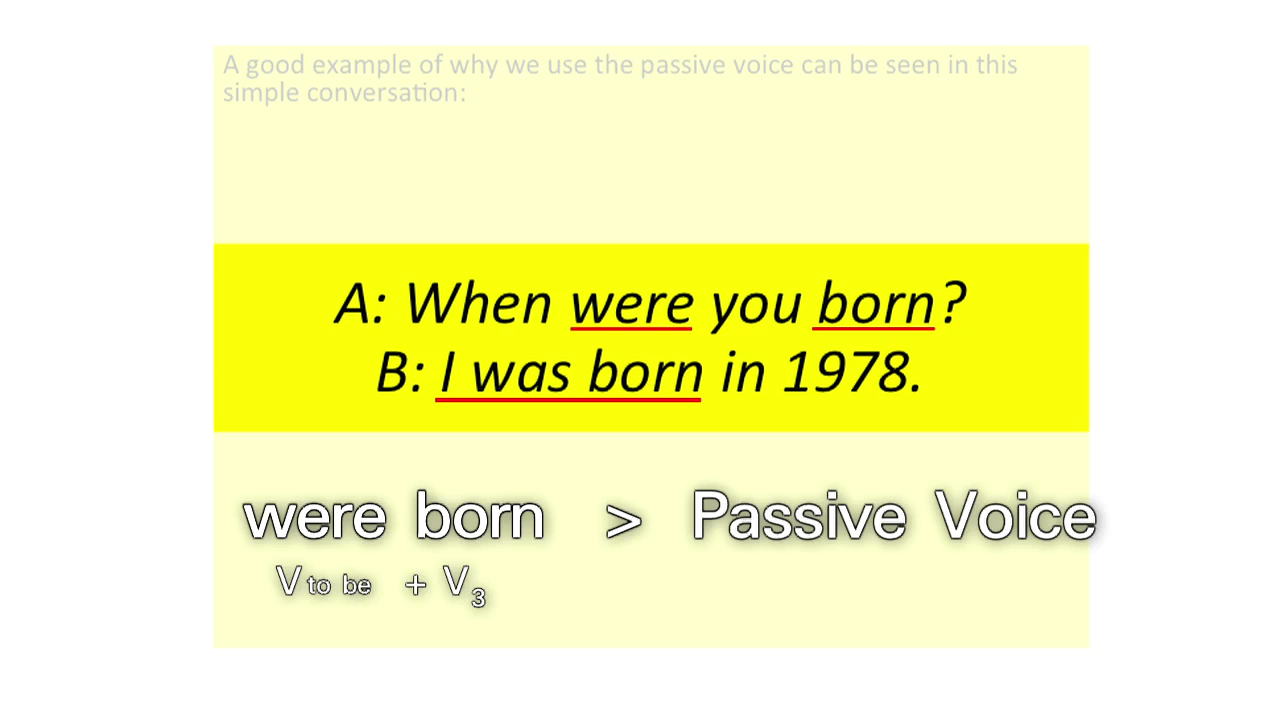 A good example of why we use the passive voice can be seen in this
simple conversation:
A: When were you born?
B: I was born in 1978.
were born > Passive Voice
V to be + V3